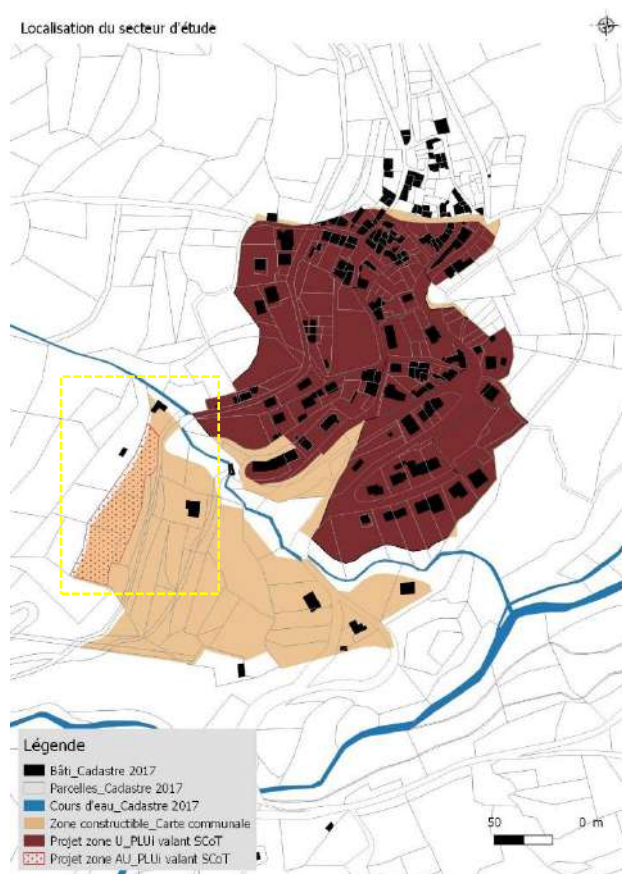 Localisation du secteur d'étude
Légende
Bâti_Cadastre 2017
Parcelles_Cadastre 2017
Cours d'eau_Cadastre 2017
Zone constructible_Carte communale
Projet zone U_PLUi valant SCoT
Projet zone AU_PLUi valant SCoT
50 0 m